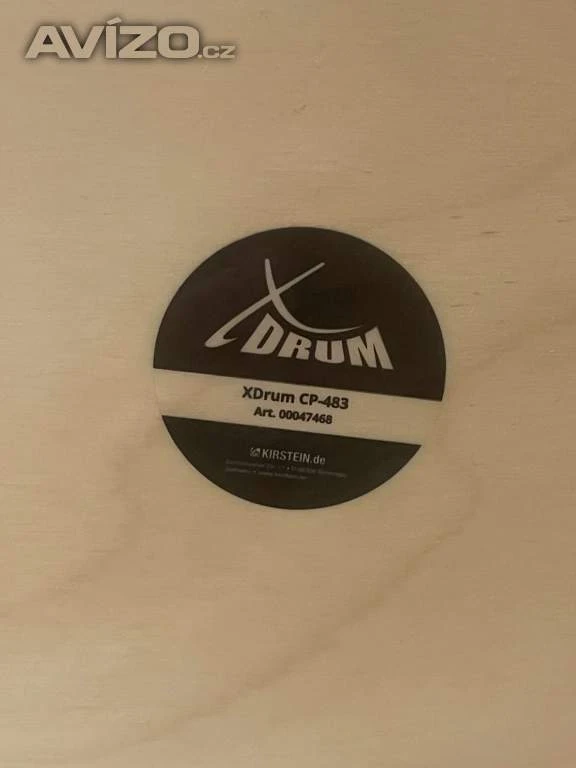 AVÍZO.cz
XDRUM
XDrum CP-483
Art. 00047468
KIRSTEIN.de